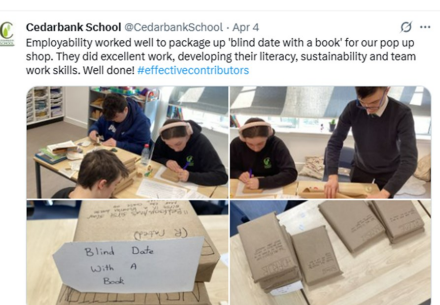 Cedarbank School @CedarbankSchool · Apr 4
Employability worked well to package up 'blind date with a book' for our pop up
shop. They did excellent work, developing their literacy, sustainability and team
work skills. Well done! #effectivecontributors
Blind Date
With A
Book